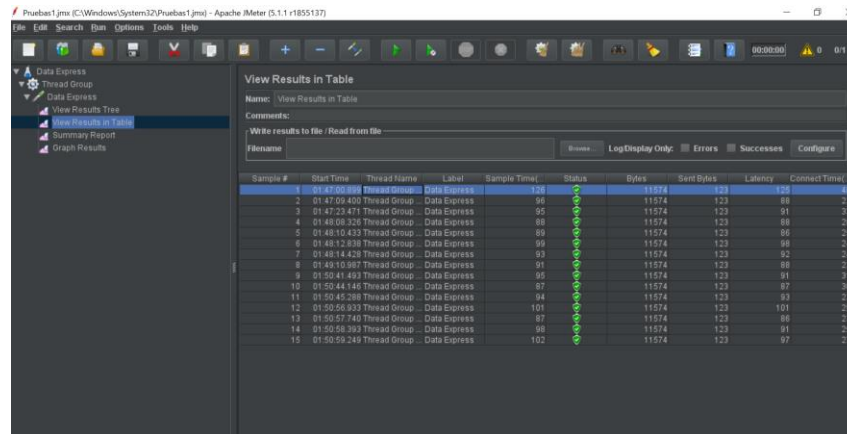 Pruebas1.jmx (C:\Windows\System32\Pruebas1.jmx) - Apache JMeter (5.1.1 r1855137)
File Edit Search Run Options Tools Help
00:00:00 0 0/1
Data Express
Thread Group
Data Express
View Results Tree
View Results in Table
Summary Report
Graph Results
View Results in Table
Name: View Results in Table
Comments:
Write results to file / Read from file
Filename Browse... Log/Display Only: Errors Successes Configure
Sample # Start Time Thread Name Label Sample Time(... Status Bytes Sent Bytes Latency Connect Time(
1 01:47:00.899 Thread Group ... Data Express 126 11574 123 125
2 01:47:09.400 Thread Group ... Data Express 96 11574 123 88
3 01:47:23.471 Thread Group ... Data Express 95 11574 123 91
4 01:48:08.326 Thread Group ... Data Express 88 11574 123 88
5 01:48:10.433 Thread Group ... Data Express 89 11574 123 86
6 01:48:12.838 Thread Group ... Data Express 99 11574 123 98
7 01:48:14.428 Thread Group ... Data Express 93 11574 123 92
8 01:49:10.987 Thread Group ... Data Express 91 11574 123 88
9 01:50:41.493 Thread Group ... Data Express 95 11574 123 91
10 01:50:44.146 Thread Group ... Data Express 87 11574 123 87
11 01:50:45.288 Thread Group ... Data Express 94 11574 123 93
12 01:50:56.933 Thread Group ... Data Express 101 11574 123 101
13 01:50:57.740 Thread Group ... Data Express 87 11574 123 86
14 01:50:58.393 Thread Group ... Data Express 98 11574 123 91
15 01:50:59.249 Thread Group ... Data Express 102 11574 123 97